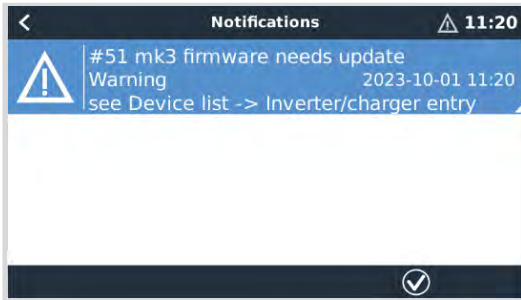 Notifications
11:20
#51 mk3 firmware needs update
Warning 2023-10-01 11:20
see Device list -> Inverter/charger entry